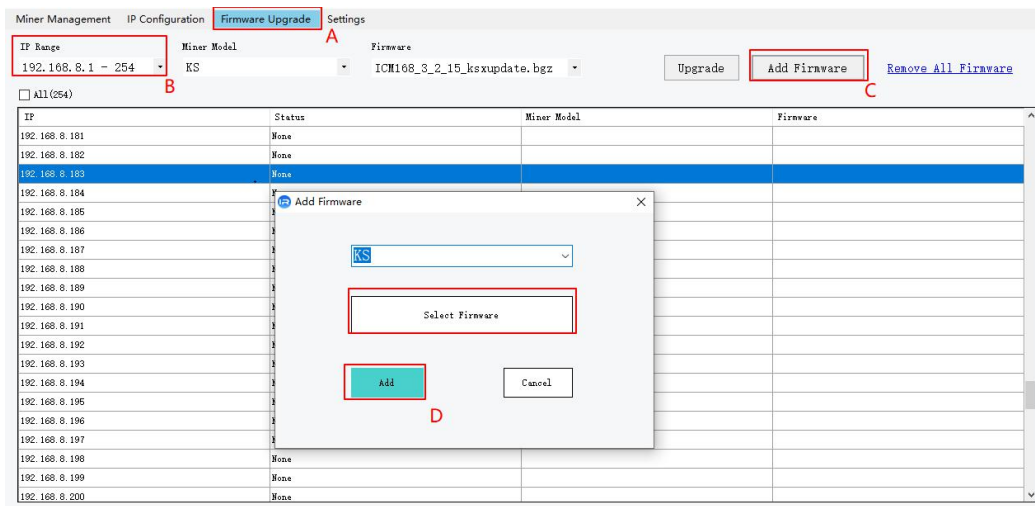 Miner Management IP Configuration Firmware Upgrade Settings
A
IP Range Miner Model Firmware
192.168.8.1 - 254 KS ICM168_3_2_15_ksxupdate.bgz Upgrade Add Firmware Remove All Firmware
B C
All(254)
IP Status Miner Model Firmware
192.168.8.181 None
192.168.8.182 None
192.168.8.183 None
192.168.8.184
Add Firmware
192.168.8.185
192.168.8.186
192.168.8.187
KS
192.168.8.188
192.168.8.189
192.168.8.190
Select Firmware
192.168.8.191
192.168.8.192
192.168.8.193
192.168.8.194
Add Cancel
192.168.8.195
192.168.8.196
D
192.168.8.197
192.168.8.198 None
192.168.8.199 None
192.168.8.200 None